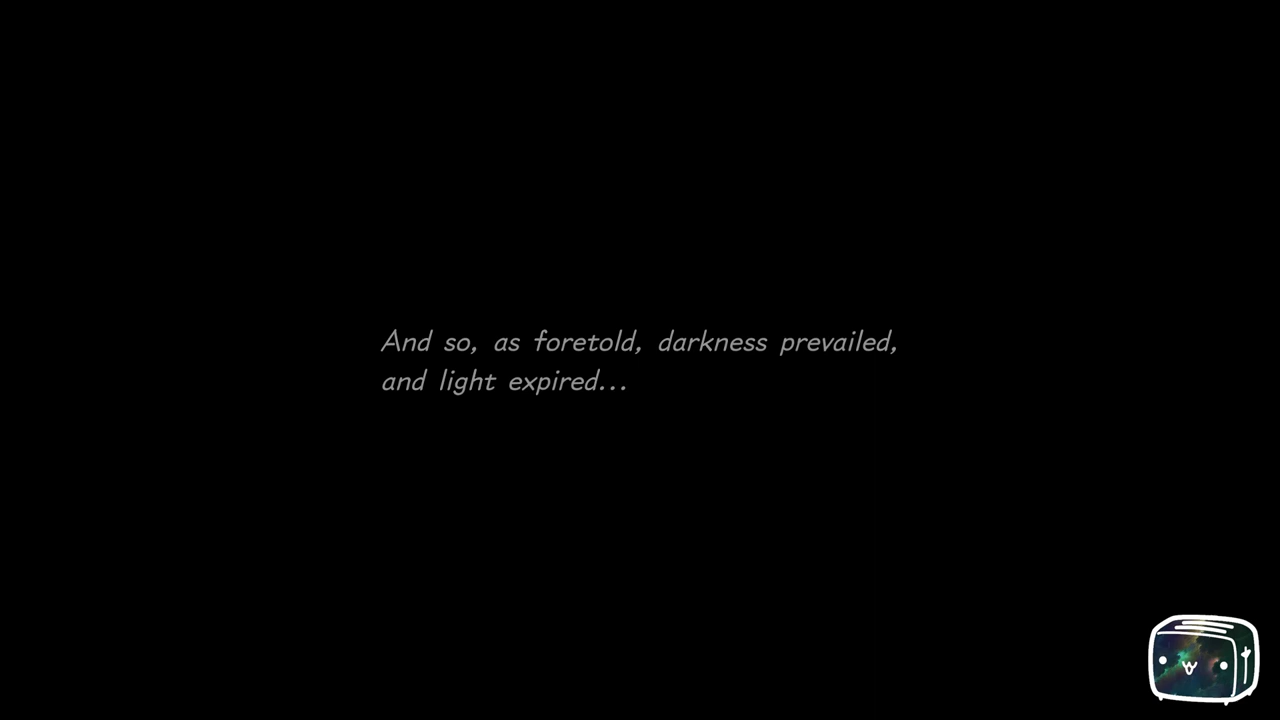 And so, as foretold, darkness prevailed,
and light expired...